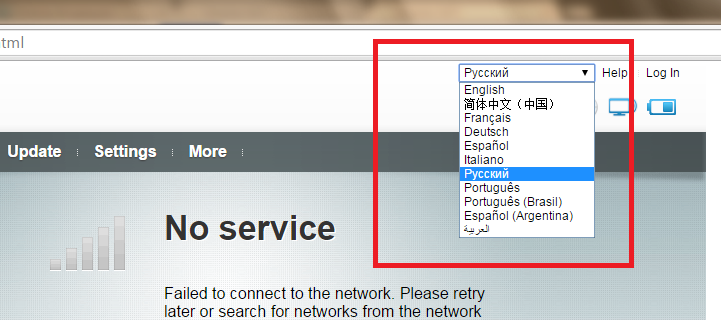 html
Русский Help Log In
English
简体中文（中国）
Français
Deutsch
Español
Italiano
Русский
Português
Português (Brasil)
Español (Argentina)
العربية
Update Settings More
No service
Failed to connect to the network. Please retry
later or search for networks from the network